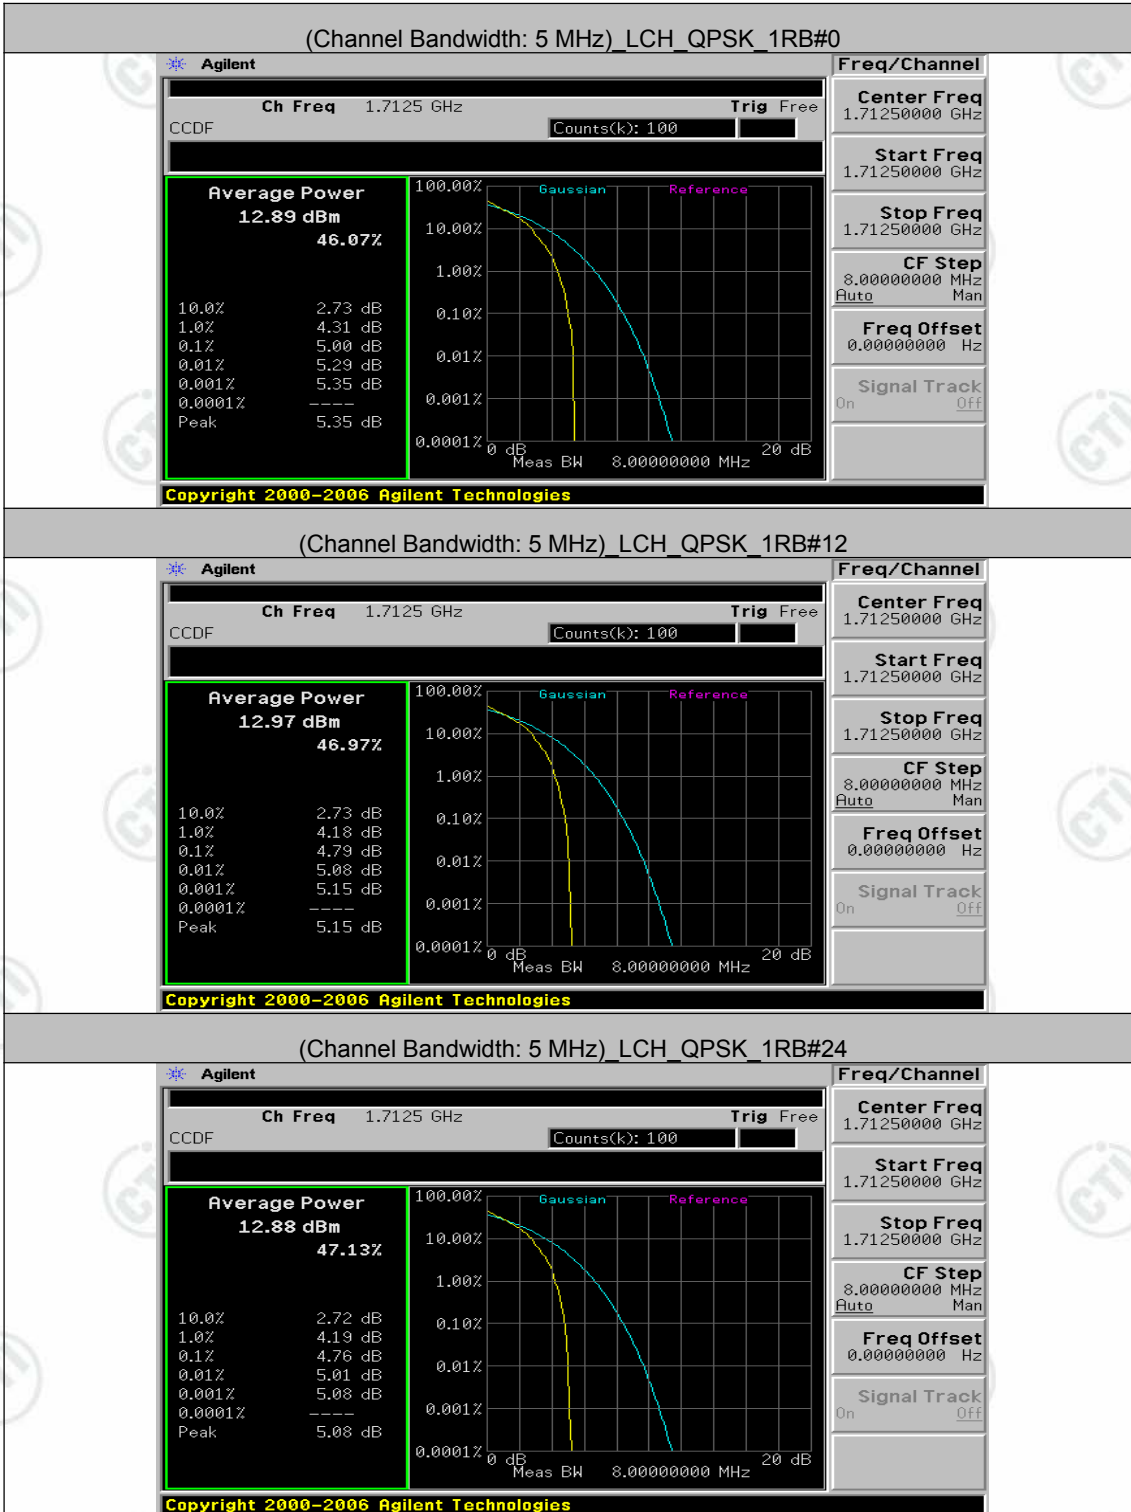 (Channel Bandwidth: 5 MHz)_LCH_QPSK_1RB#0
Agilent
Freq/Channel
Ch Freq 1.7125 GHz Trig Free
CCDF Counts(k): 100
Average Power
12.89 dBm
46.07%
10.0% 2.73 dB
1.0% 4.31 dB
0.1% 5.00 dB
0.01% 5.29 dB
0.001% 5.35 dB
0.0001% ----
Peak 5.35 dB
Gaussian Reference
100.00%
10.00%
1.00%
0.10%
0.01%
0.001%
0.0001%
0 dB 20 dB
Meas BW 8.00000000 MHz
Center Freq
1.71250000 GHz
Start Freq
1.71250000 GHz
Stop Freq
1.71250000 GHz
CF Step
8.00000000 MHz
Auto Man
Freq Offset
0.00000000 Hz
Signal Track
On Off
Copyright 2000-2006 Agilent Technologies
(Channel Bandwidth: 5 MHz)_LCH_QPSK_1RB#12
Agilent
Freq/Channel
Ch Freq 1.7125 GHz Trig Free
CCDF Counts(k): 100
Average Power
12.97 dBm
46.97%
10.0% 2.73 dB
1.0% 4.18 dB
0.1% 4.79 dB
0.01% 5.08 dB
0.001% 5.15 dB
0.0001% ----
Peak 5.15 dB
Gaussian Reference
100.00%
10.00%
1.00%
0.10%
0.01%
0.001%
0.0001%
0 dB 20 dB
Meas BW 8.00000000 MHz
Center Freq
1.71250000 GHz
Start Freq
1.71250000 GHz
Stop Freq
1.71250000 GHz
CF Step
8.00000000 MHz
Auto Man
Freq Offset
0.00000000 Hz
Signal Track
On Off
Copyright 2000-2006 Agilent Technologies
(Channel Bandwidth: 5 MHz)_LCH_QPSK_1RB#24
Agilent
Freq/Channel
Ch Freq 1.7125 GHz Trig Free
CCDF Counts(k): 100
Average Power
12.88 dBm
47.13%
10.0% 2.72 dB
1.0% 4.19 dB
0.1% 4.76 dB
0.01% 5.01 dB
0.001% 5.08 dB
0.0001% ----
Peak 5.08 dB
Gaussian Reference
100.00%
10.00%
1.00%
0.10%
0.01%
0.001%
0.0001%
0 dB 20 dB
Meas BW 8.00000000 MHz
Center Freq
1.71250000 GHz
Start Freq
1.71250000 GHz
Stop Freq
1.71250000 GHz
CF Step
8.00000000 MHz
Auto Man
Freq Offset
0.00000000 Hz
Signal Track
On Off
Copyright 2000-2006 Agilent Technologies
CTI
CTI
CTI
CTI
CTI
CTI
CTI